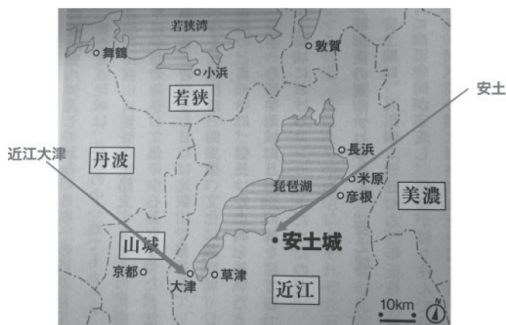 若狭湾
舞鶴
小浜
敦賀
若狭
安土
近江大津
丹波
長浜
米原
琵琶湖
彦根
美濃
山城
安土城
京都
大津
草津
近江
10km
N